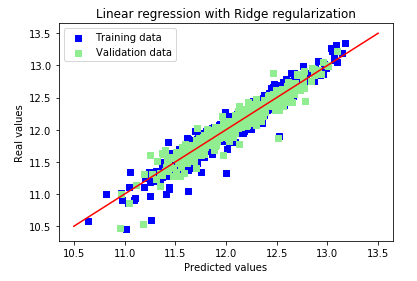 Linear regression with Ridge regularization
Training data
Validation data
13.5
13.0
12.5
12.0
11.5
11.0
10.5
Real values
10.5 11.0 11.5 12.0 12.5 13.0 13.5
Predicted values